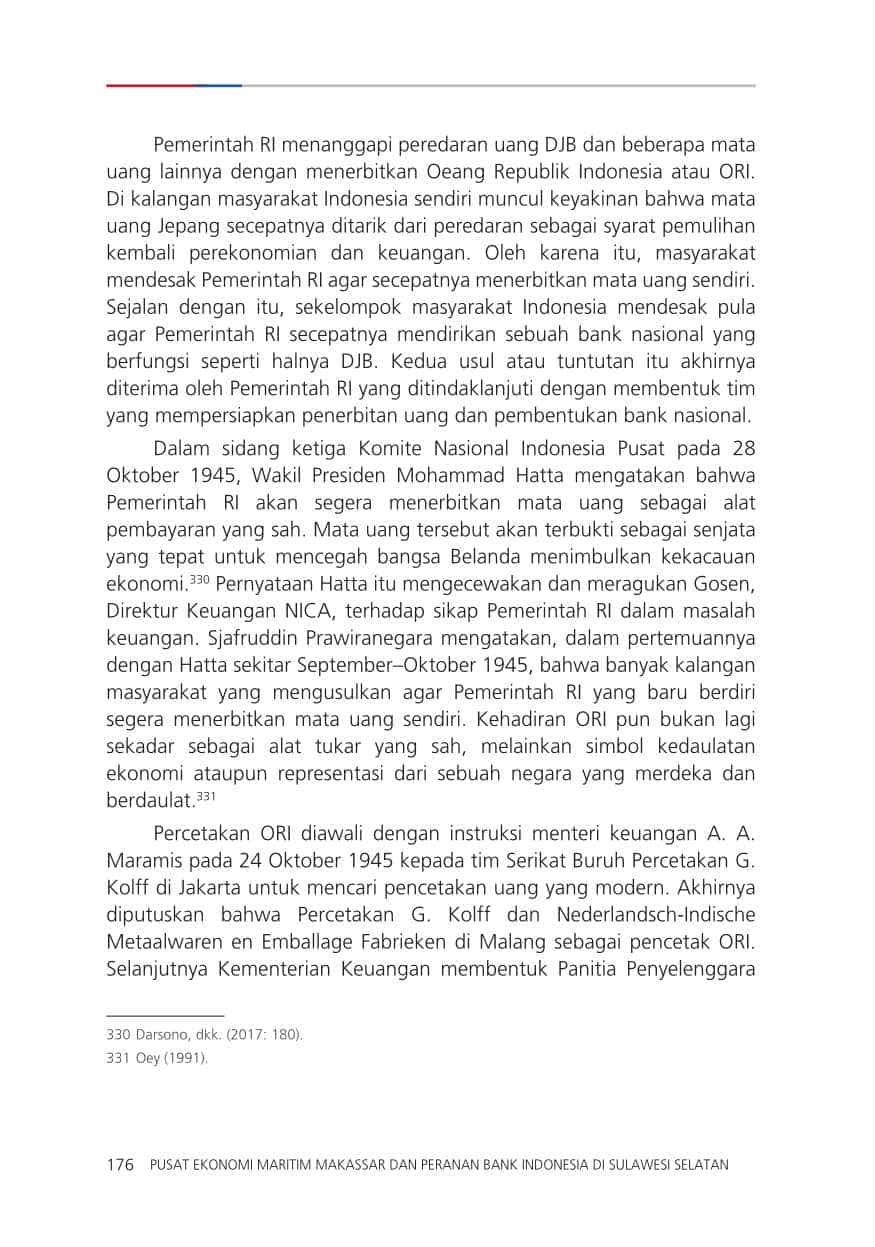 Pemerintah RI menanggapi peredaran uang DJB dan beberapa mata
uang lainnya dengan menerbitkan Oeang Republik Indonesia atau ORI.
Di kalangan masyarakat Indonesia sendiri muncul keyakinan bahwa mata
uang Jepang secepatnya ditarik dari peredaran sebagai syarat pemulihan
kembali perekonomian dan keuangan. Oleh karena itu, masyarakat
mendesak Pemerintah RI agar secepatnya menerbitkan mata uang sendiri.
Sejalan dengan itu, sekelompok masyarakat Indonesia mendesak pula
agar Pemerintah RI secepatnya mendirikan sebuah bank nasional yang
berfungsi seperti halnya DJB. Kedua usul atau tuntutan itu akhirnya
diterima oleh Pemerintah RI yang ditindaklanjuti dengan membentuk tim
yang mempersiapkan penerbitan uang dan pembentukan bank nasional.
Dalam sidang ketiga Komite Nasional Indonesia Pusat pada 28
Oktober 1945, Wakil Presiden Mohammad Hatta mengatakan bahwa
Pemerintah RI akan segera menerbitkan mata uang sebagai alat
pembayaran yang sah. Mata uang tersebut akan terbukti sebagai senjata
yang tepat untuk mencegah bangsa Belanda menimbulkan kekacauan
ekonomi.330 Pernyataan Hatta itu mengecewakan dan meragukan Gosen,
Direktur Keuangan NICA, terhadap sikap Pemerintah RI dalam masalah
keuangan. Sjafruddin Prawiranegara mengatakan, dalam pertemuannya
dengan Hatta sekitar September–Oktober 1945, bahwa banyak kalangan
masyarakat yang mengusulkan agar Pemerintah RI yang baru berdiri
segera menerbitkan mata uang sendiri. Kehadiran ORI pun bukan lagi
sekadar sebagai alat tukar yang sah, melainkan simbol kedaulatan
ekonomi ataupun representasi dari sebuah negara yang merdeka dan
berdaulat.331
Percetakan ORI diawali dengan instruksi menteri keuangan A. A.
Maramis pada 24 Oktober 1945 kepada tim Serikat Buruh Percetakan G.
Kolff di Jakarta untuk mencari pencetakan uang yang modern. Akhirnya
diputuskan bahwa Percetakan G. Kolff dan Nederlandsch-Indische
Metaalwaren en Emballage Fabrieken di Malang sebagai pencetak ORI.
Selanjutnya Kementerian Keuangan membentuk Panitia Penyelenggara
330 Darsono, dkk. (2017: 180).
331 Oey (1991).
176 PUSAT EKONOMI MARITIM MAKASSAR DAN PERANAN BANK INDONESIA DI SULAWESI SELATAN